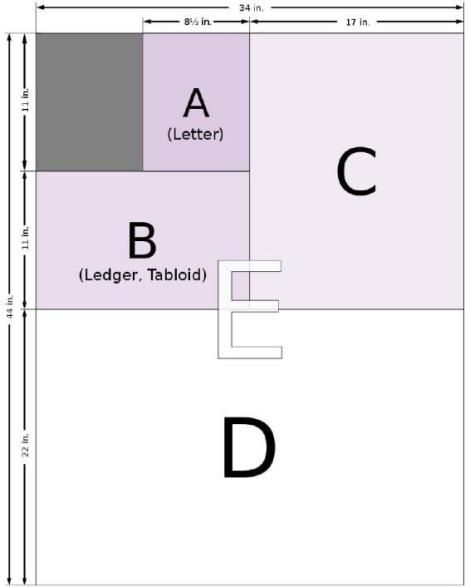 34 in.
8½ in.
17 in.
11 in.
A
(Letter)
C
11 in.
B
(Ledger, Tabloid)
E
44 in.
22 in.
D